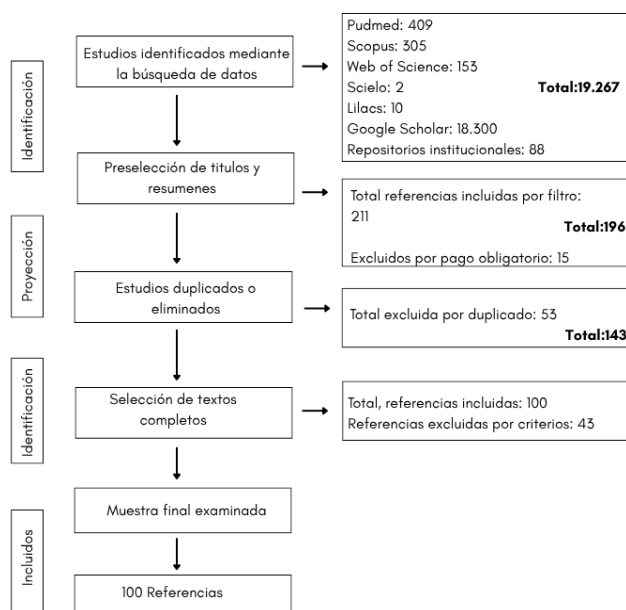 Identificación
Estudios identificados mediante
la búsqueda de datos
Pudmed: 409
Scopus: 305
Web of Science: 153
Scielo: 2
Total:19.267
Lilacs: 10
Google Scholar: 18.300
Repositorios institucionales: 88
Preselección de titulos y
resumenes
Total referencias incluidas por filtro:
211
Total:196
Excluidos por pago obligatorio: 15
Proyección
Estudios duplicados o
eliminados
Total excluida por duplicado: 53
Total:143
Identificación
Selección de textos
completos
Total, referencias incluidas: 100
Referencias excluidas por criterios: 43
Incluidos
Muestra final examinada
100 Referencias